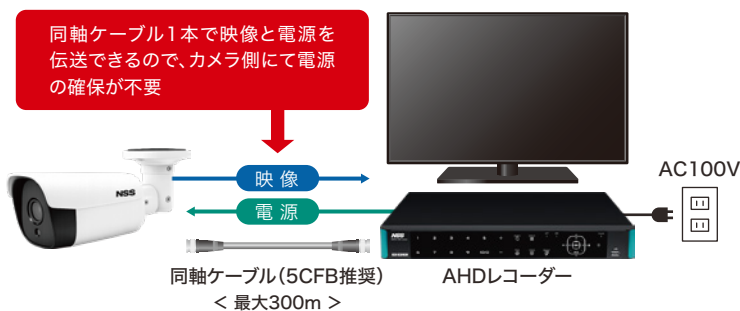 同軸ケーブル1本で映像と電源を
伝送できるので、カメラ側にて電源
の確保が不要
AC100V
NSS
映像
電源
NSS
同軸ケーブル（5CFB推奨）
＜ 最大300m ＞
AHDレコーダー